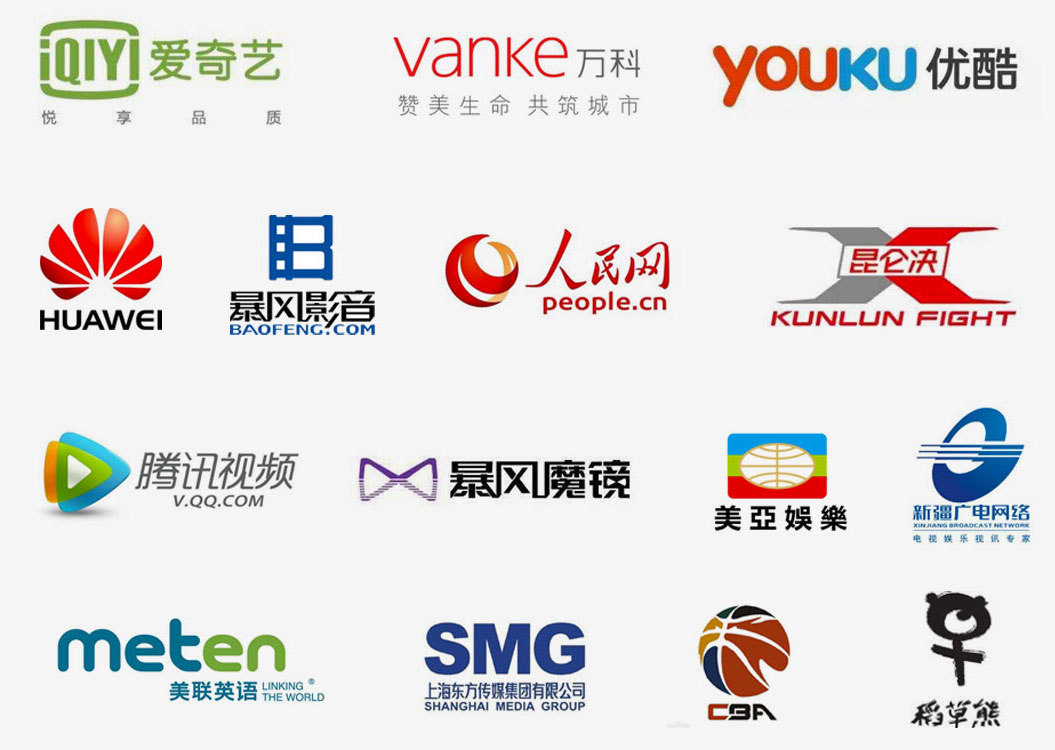 iQIYI 爱奇艺
悦享品质
vanke 万科
赞美生命 共筑城市
YOUKU 优酷
HUAWEI
暴风影音
BAOFENG.COM
人民网
people.cn
昆仑决
KUNLUN FIGHT
腾讯视频
V.QQ.COM
暴风魔镜
美亞娛樂
新疆广电网络
XINJIANG BROADCAST NETWORK
电视娱乐视讯专家
meten
美联英语 LINKING ®
THE WORLD
SMG
上海东方传媒集团有限公司
SHANGHAI MEDIA GROUP
CBA
稻草熊